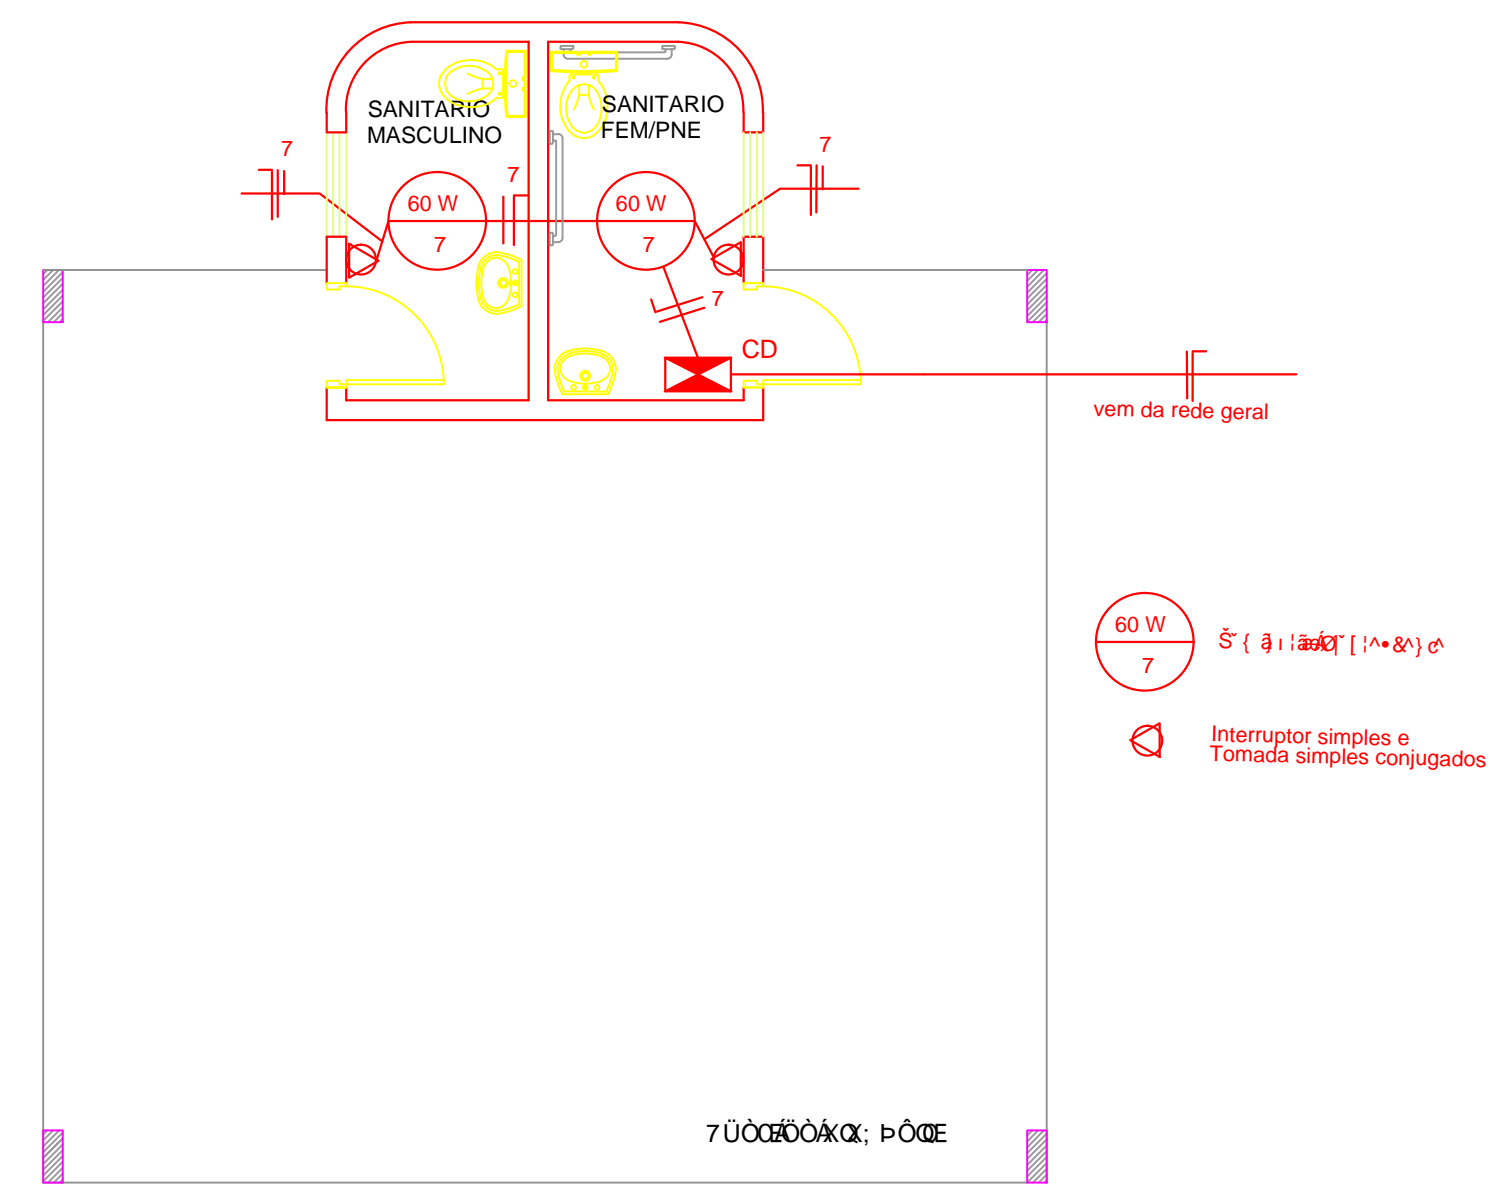 SANITARIO
MASCULINO
SANITARIO
FEM/PNE
7
7
7
60 W
7
60 W
7
7
CD
vem da rede geral
60 W
7
Interruptor simples e
Tomada simples conjugados